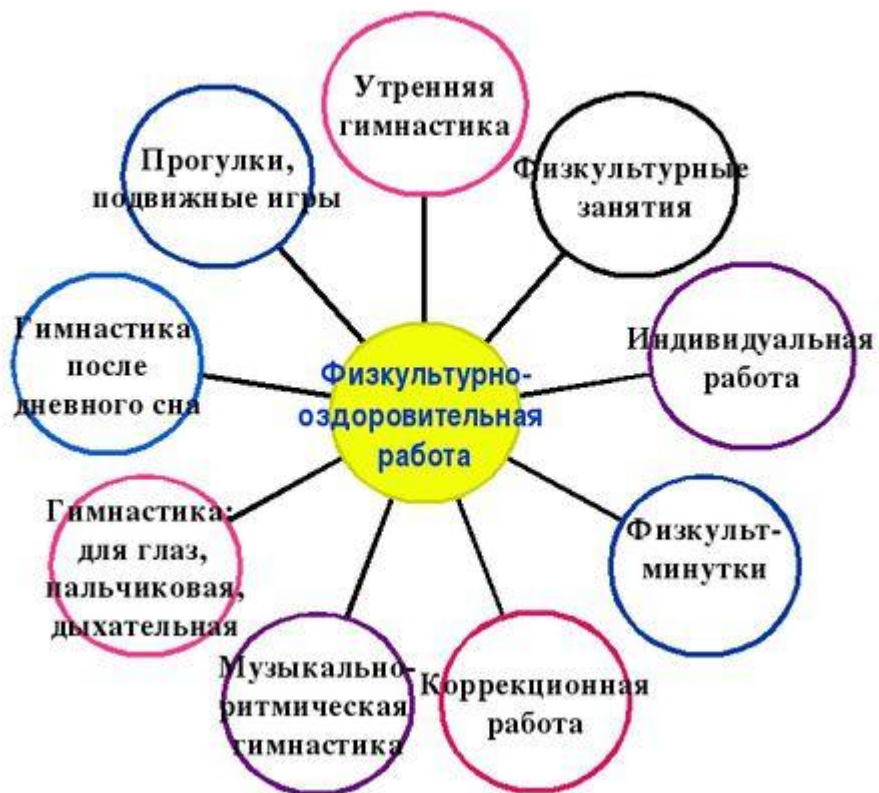 Утренняя
гимнастика
Физкультурные
занятия
Индивидуальная
работа
Физкульт-
минутки
Коррекционная
работа
Музыкально-
ритмическая
гимнастика
Гимнастика:
для глаз,
пальчиковая,
дыхательная
Гимнастика
после
дневного сна
Прогулки,
подвижные игры
Физкультурно-
оздоровительная
работа